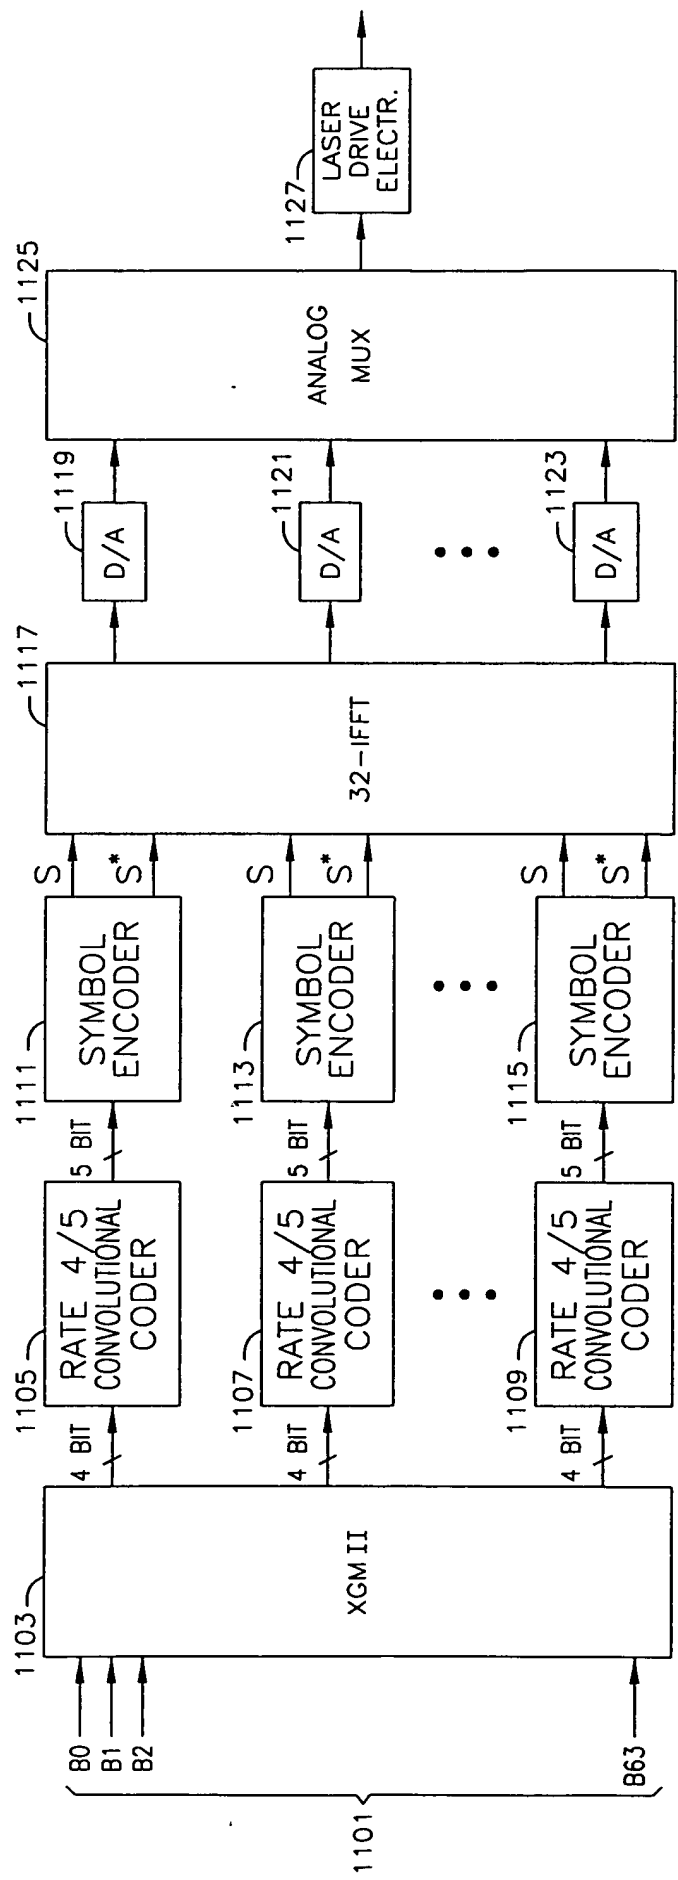 1101
B0
B1
B2
B63
1103
XGM II
4 BIT
4 BIT
4 BIT
1105
RATE 4/5
CONVOLUTIONAL
CODER
1107
RATE 4/5
CONVOLUTIONAL
CODER
1109
RATE 4/5
CONVOLUTIONAL
CODER
5 BIT
5 BIT
5 BIT
1111
SYMBOL
ENCODER
1113
SYMBOL
ENCODER
1115
SYMBOL
ENCODER
S
S*
S
S*
S
S*
1117
32-IFFT
1119
D/A
1121
D/A
1123
D/A
1125
ANALOG
MUX
1127
LASER
DRIVE
ELECTR.